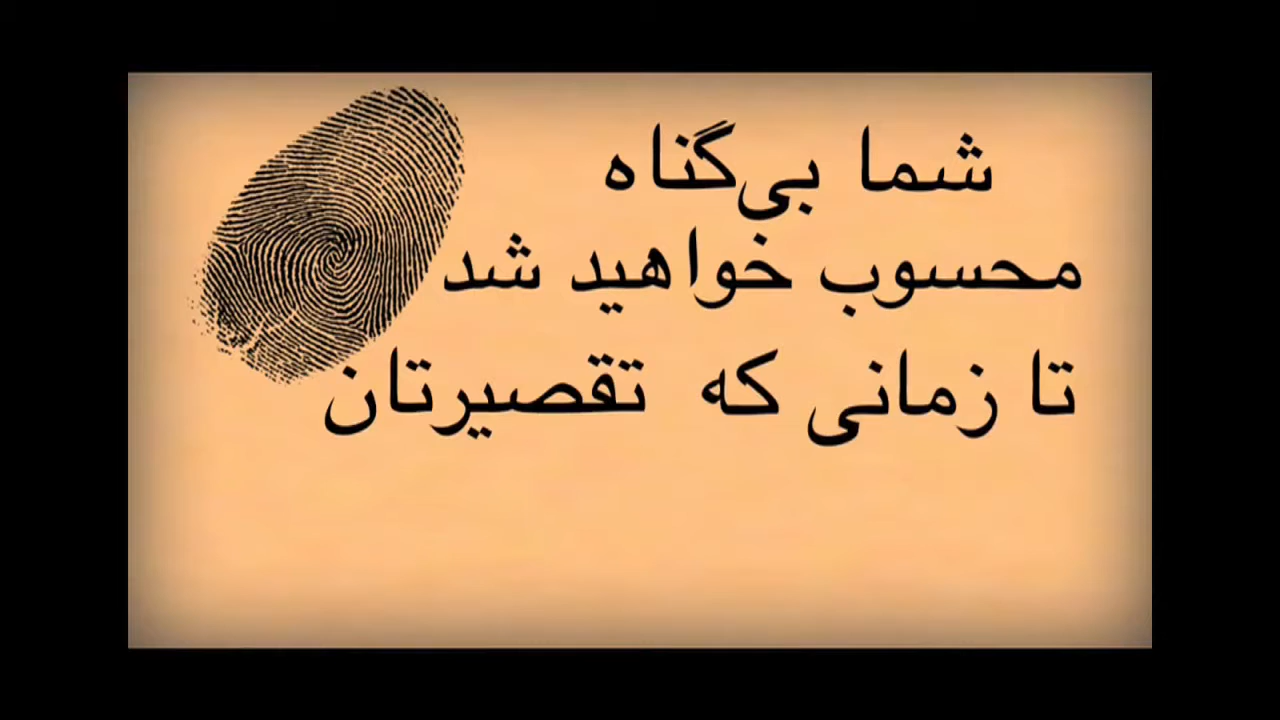 شما بی‌گناه
محسوب خواهید شد
تا زمانی که تقصیرتان